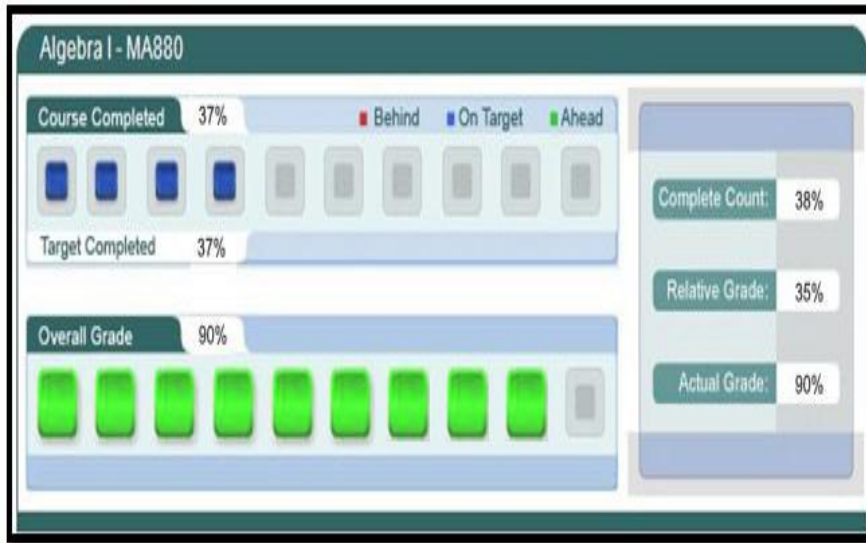 Algebra I - MA880
Course Completed 37% Behind On Target Ahead
Target Completed 37%
Overall Grade 90%
Complete Count: 38%
Relative Grade: 35%
Actual Grade: 90%